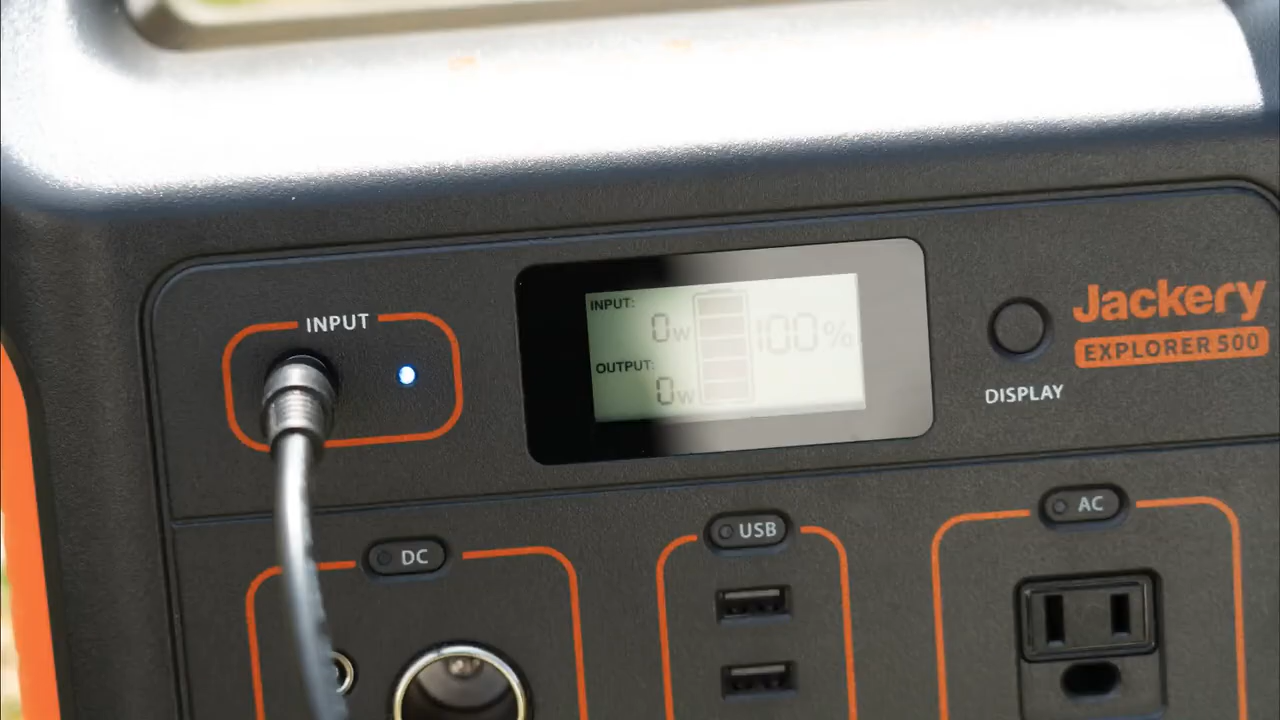 INPUT
INPUT:
0w
100%
OUTPUT:
0w
DISPLAY
Jackery
EXPLORER 500
DC
USB
AC